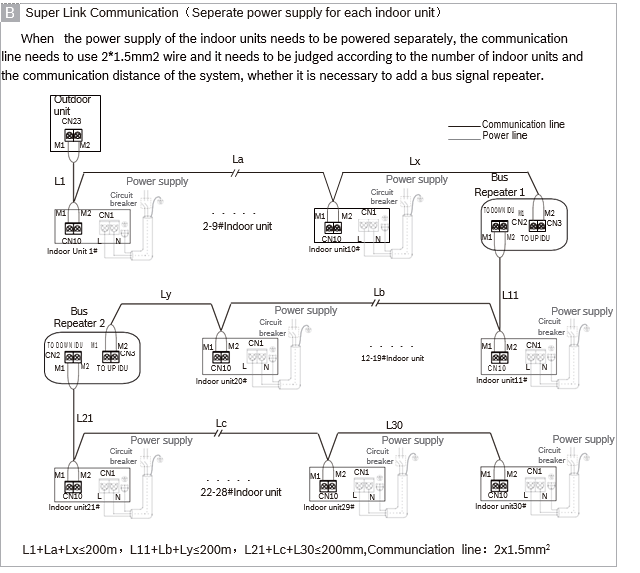 B Super Link Communication（Seperate power supply for each indoor unit）
When the power supply of the indoor units needs to be powered separately, the communication
line needs to use 2*1.5mm2 wire and it needs to be judged according to the number of indoor units and
the communication distance of the system, whether it is necessary to add a bus signal repeater.
Outdoor
unit
CN23
M1 M2
Communication line
Power line
L1
La
Lx
Power supply
Circuit
breaker
M1 M2 CN1
CN10 L N
Indoor Unit 1#
. . . . .
2-9#Indoor unit
Power supply
Circuit
breaker
M1 M2 CN1
CN10 L N
Indoor unit10#
Bus
Repeater 1
TO DOWN IDU M1 M2
CN2 CN3
M1 M2 TO UP IDU
L11
Ly
Lb
Bus
Repeater 2
TO DOWN IDU M1 M2
CN2 CN3
M1 M2 TO UP IDU
Power supply
Circuit
breaker
M1 M2 CN1
CN10 L N
Indoor unit20#
. . . . .
12-19#Indoor unit
Power supply
Circuit
breaker
M1 M2 CN1
CN10 L N
Indoor unit11#
L21
Lc
L30
Power supply
Circuit
breaker
M1 M2 CN1
CN10 L N
Indoor unit21#
. . . . .
22-28#Indoor unit
Power supply
Circuit
breaker
M1 M2 CN1
CN10 L N
Indoor unit29#
Power supply
Circuit
breaker
M1 M2 CN1
CN10 L N
Indoor unit30#
L1+La+Lx≤200m，L11+Lb+Ly≤200m，L21+Lc+L30≤200mm,Communciation line：2x1.5mm²